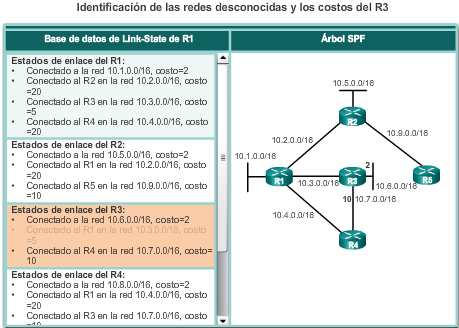 Identificación de las redes desconocidas y los costos del R3
Base de datos de Link-State de R1
Estados de enlace del R1:
• Conectado a la red 10.1.0.0/16, costo=2
• Conectado al R2 en la red 10.2.0.0/16, costo
=20
• Conectado al R3 en la red 10.3.0.0/16, costo
=5
• Conectado al R4 en la red 10.4.0.0/16, costo
=20
Estados de enlace del R2:
• Conectado a la red 10.5.0.0/16, costo=2
• Conectado al R1 en la red 10.2.0.0/16, costo
=20
• Conectado al R5 en la red 10.9.0.0/16, costo
=10
Estados de enlace del R3:
• Conectado a la red 10.6.0.0/16, costo=2
• Conectado al R1 en la red 10.3.0.0/16, costo
=5
• Conectado al R4 en la red 10.7.0.0/16, costo=
10
Estados de enlace del R4:
• Conectado a la red 10.8.0.0/16, costo=2
• Conectado al R1 en la red 10.4.0.0/16, costo
=20
• Conectado al R3 en la red 10.7.0.0/16, costo
Árbol SPF
10.5.0.0/16
R2
10.2.0.0/16
10.9.0.0/16
10.1.0.0/16
2
R1
10.3.0.0/16
R3
R5
10.6.0.0/16
10
10.7.0.0/16
10.4.0.0/16
R4